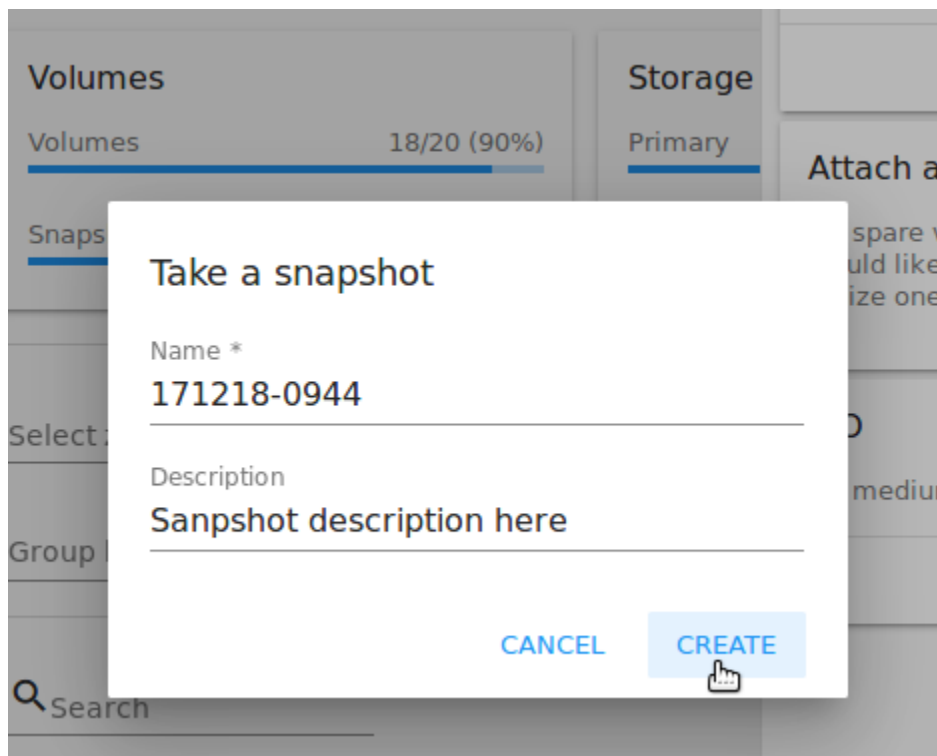 Volumes
Storage
Volumes 18/20 (90%)
Primary
Attach a
Snaps
spare
uld like
ize one
Take a snapshot
Name *
171218-0944
Select
Description
Sanpshot description here
mediu
Group
CANCEL CREATE
Search